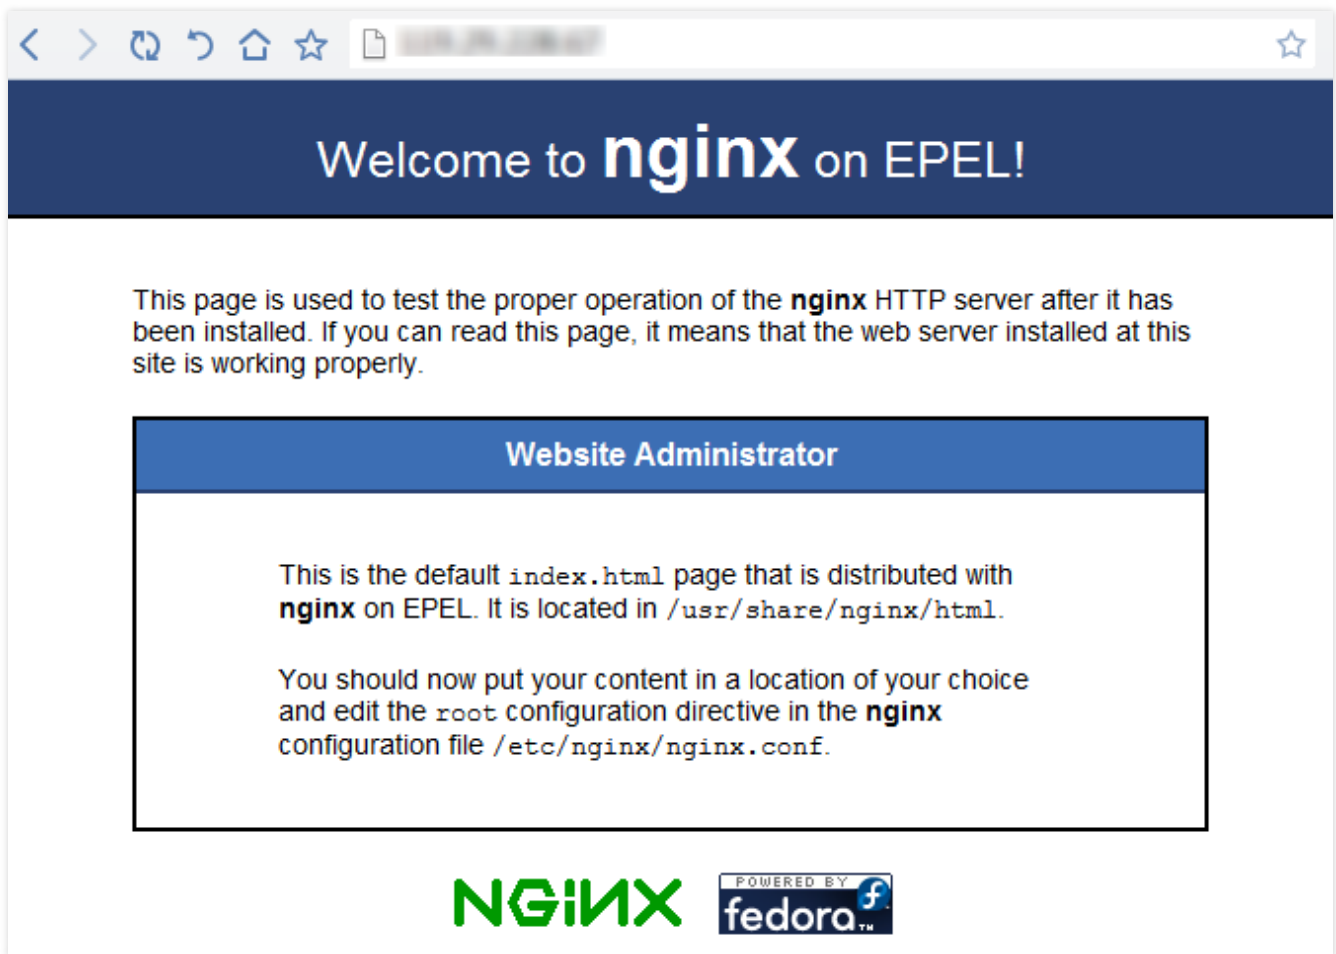 Welcome to nginx on EPEL!
This page is used to test the proper operation of the nginx HTTP server after it has
been installed. If you can read this page, it means that the web server installed at this
site is working properly.
Website Administrator
This is the default index.html page that is distributed with
nginx on EPEL. It is located in /usr/share/nginx/html.
You should now put your content in a location of your choice
and edit the root configuration directive in the nginx
configuration file /etc/nginx/nginx.conf.
NGINX
POWERED BY
fedora™